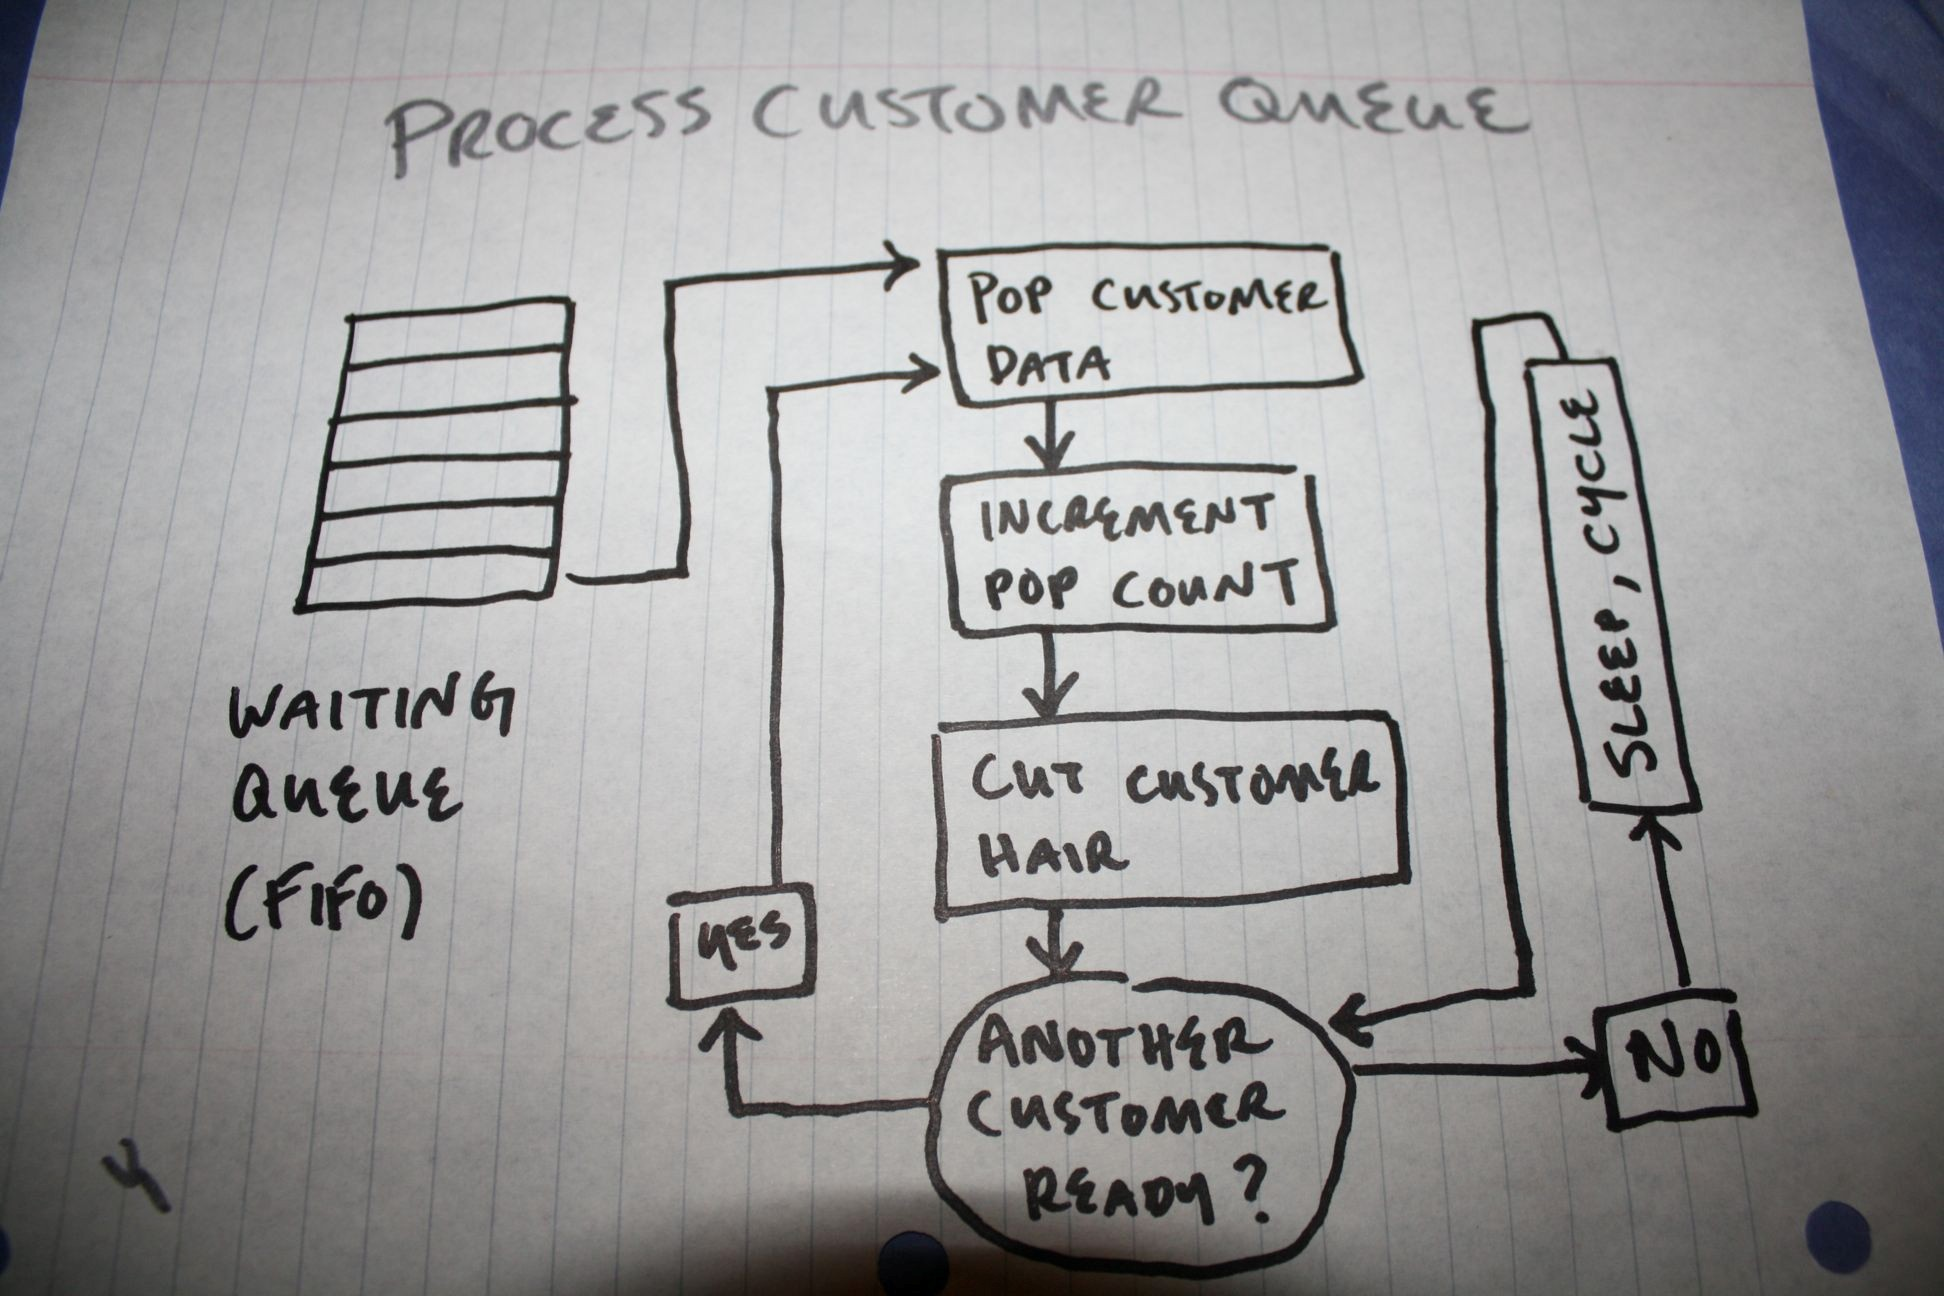 PROCESS CUSTOMER QUEUE
POP CUSTOMER
DATA
INCREMENT
POP COUNT
CUT CUSTOMER
HAIR
ANOTHER
CUSTOMER
READY?
YES
NO
SLEEP, CYCLE
WAITING
QUEUE
(FIFO)
4